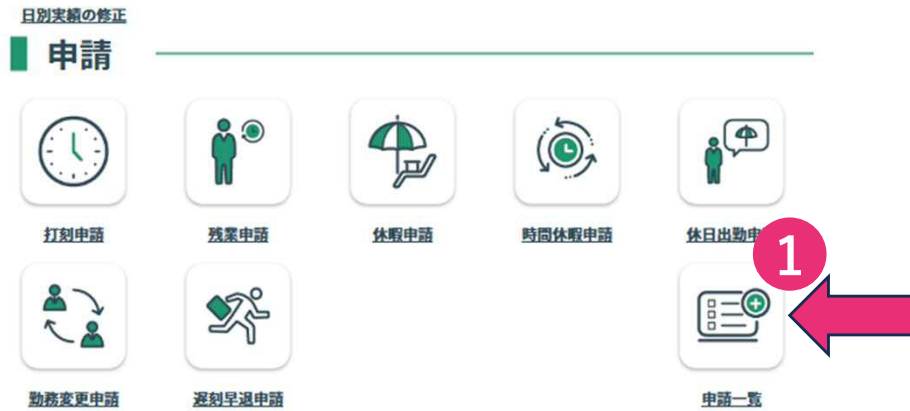 日別実績の修正
申請
打刻申請
残業申請
休暇申請
時間休暇申請
休日出勤申
1
勤務変更申請
遅刻早退申請
申請一覧